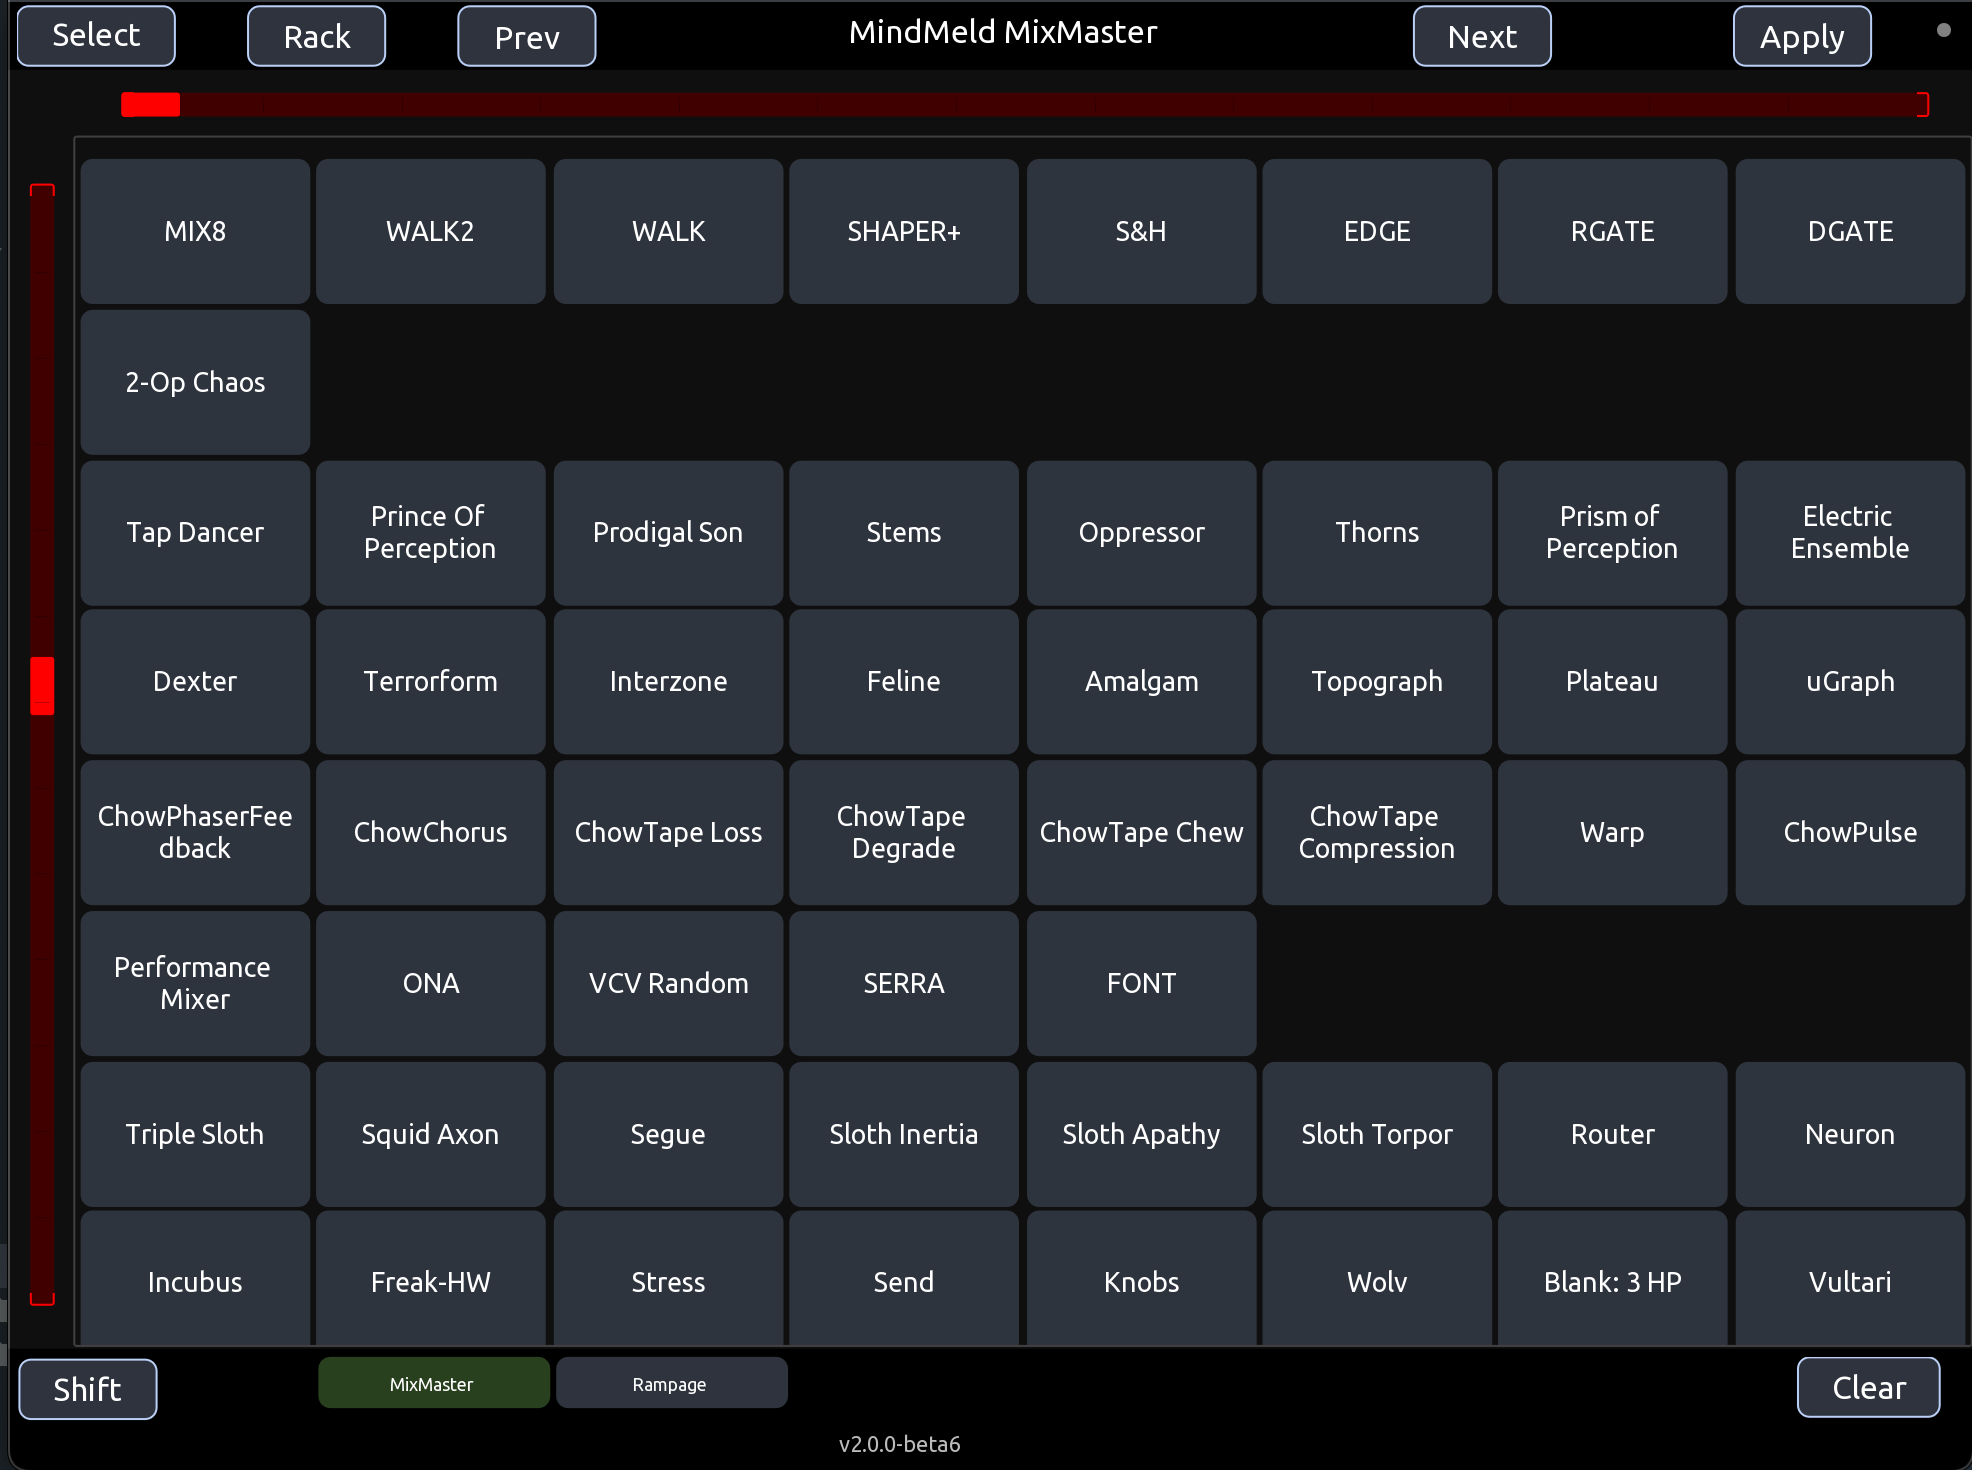 Select
Rack
Prev
MindMeld MixMaster
Next
Apply
MIX8
WALK2
WALK
SHAPER+
S&H
EDGE
RGATE
DGATE
2-Op Chaos
Tap Dancer
Prince Of
Perception
Prodigal Son
Stems
Oppressor
Thorns
Prism of
Perception
Electric
Ensemble
Dexter
Terrorform
Interzone
Feline
Amalgam
Topograph
Plateau
uGraph
ChowPhaserFee
dback
ChowChorus
ChowTape Loss
ChowTape
Degrade
ChowTape Chew
ChowTape
Compression
Warp
ChowPulse
Performance
Mixer
ONA
VCV Random
SERRA
FONT
Triple Sloth
Squid Axon
Segue
Sloth Inertia
Sloth Apathy
Sloth Torpor
Router
Neuron
Incubus
Freak-HW
Stress
Send
Knobs
Wolv
Blank: 3 HP
Vultari
Shift
MixMaster
Rampage
Clear
v2.0.0-beta6